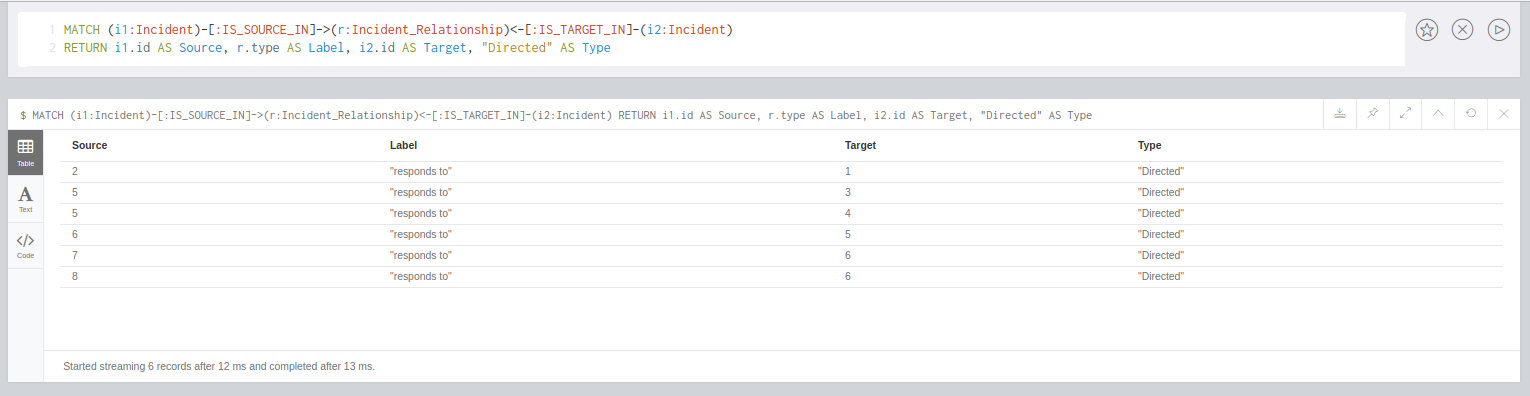 1 MATCH (i1:Incident)-[:IS_SOURCE_IN]->(r:Incident_Relationship)<-[:IS_TARGET_IN]-(i2:Incident)
2 RETURN i1.id AS Source, r.type AS Label, i2.id AS Target, "Directed" AS Type
$ MATCH (i1:Incident)-[:IS_SOURCE_IN]->(r:Incident_Relationship)<-[:IS_TARGET_IN]-(i2:Incident) RETURN i1.id AS Source, r.type AS Label, i2.id AS Target, "Directed" AS Type
Table
A
Text
</>
Code
Source Label Target Type
2 "responds to" 1 "Directed"
5 "responds to" 3 "Directed"
5 "responds to" 4 "Directed"
6 "responds to" 5 "Directed"
7 "responds to" 6 "Directed"
8 "responds to" 6 "Directed"
Started streaming 6 records after 12 ms and completed after 13 ms.